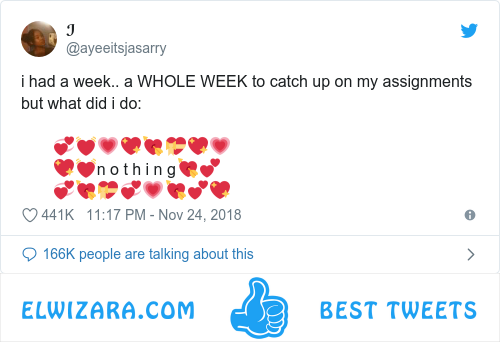 ℐ
@ayeeitsjasarry
i had a week.. a WHOLE WEEK to catch up on my assignments
but what did i do:
💞💓💗💖💘💝💖💗
💖💓n o t h i n g💘💕
💞💘💝💞💗💘💕💖
441K 11:17 PM - Nov 24, 2018
166K people are talking about this
ELWIZARA.COM BEST TWEETS